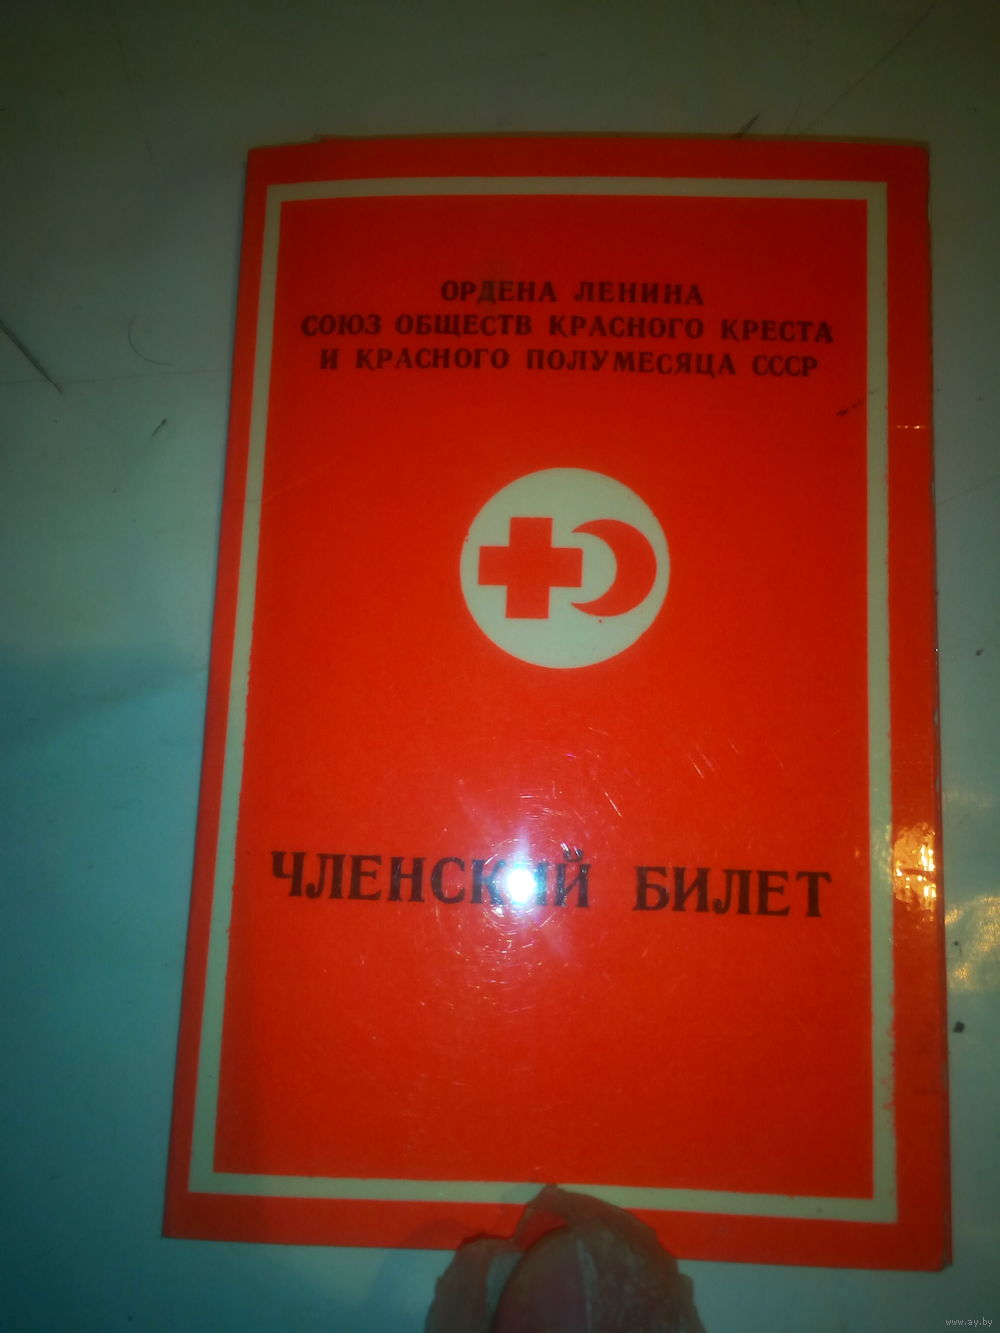 ОРДЕНА ЛЕНИНА
СОЮЗ ОБЩЕСТВ КРАСНОГО КРЕСТА
И КРАСНОГО ПОЛУМЕСЯЦА СССР
ЧЛЕНСКИЙ БИЛЕТ
www.ay.by